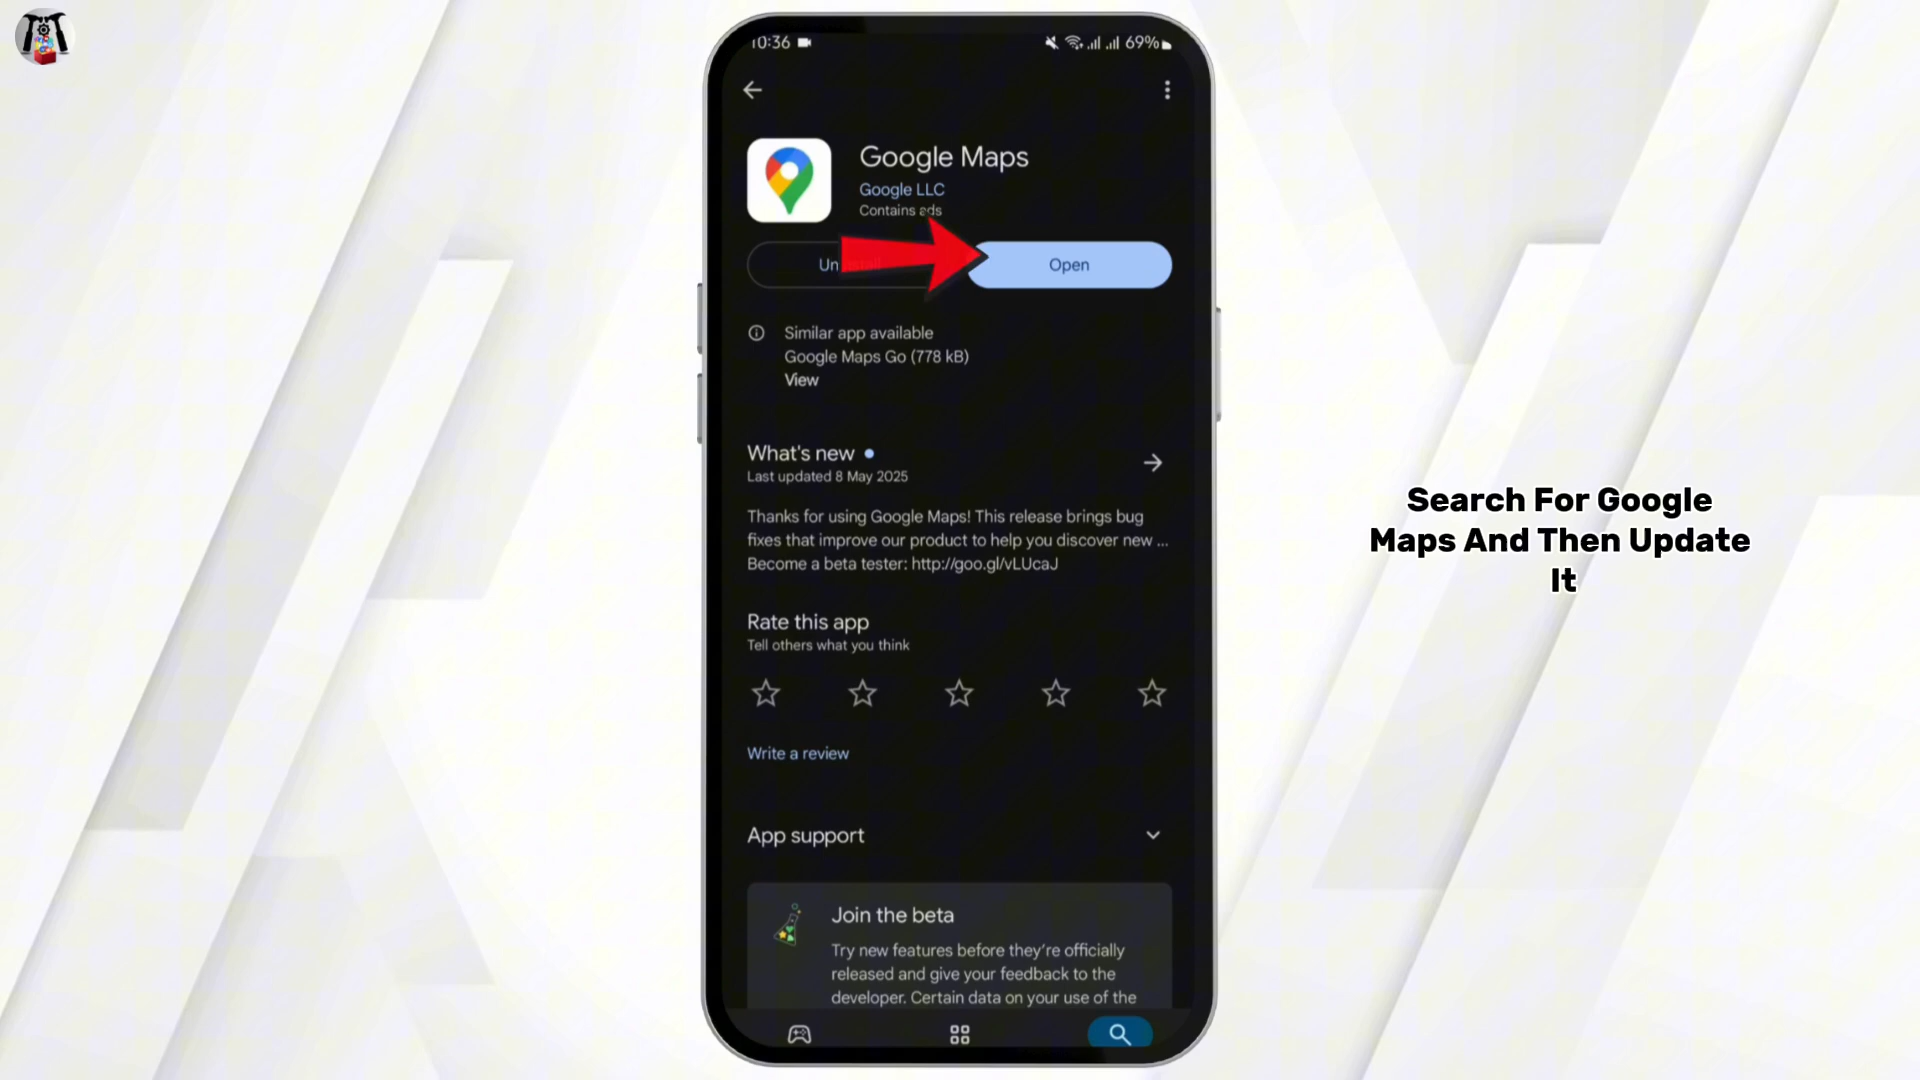 10:36
69%
Google Maps
Google LLC
Contains ads
Open
Similar app available
Google Maps Go (778 kB)
View
What's new
Last updated 8 May 2025
Thanks for using Google Maps! This release brings bug
fixes that improve our product to help you discover new ...
Become a beta tester: http://goo.gl/vLUcaJ
Rate this app
Tell others what you think
Write a review
App support
Join the beta
Try new features before they're officially
released and give your feedback to the
developer. Certain data on your use of the
Search For Google
Maps And Then Update
It